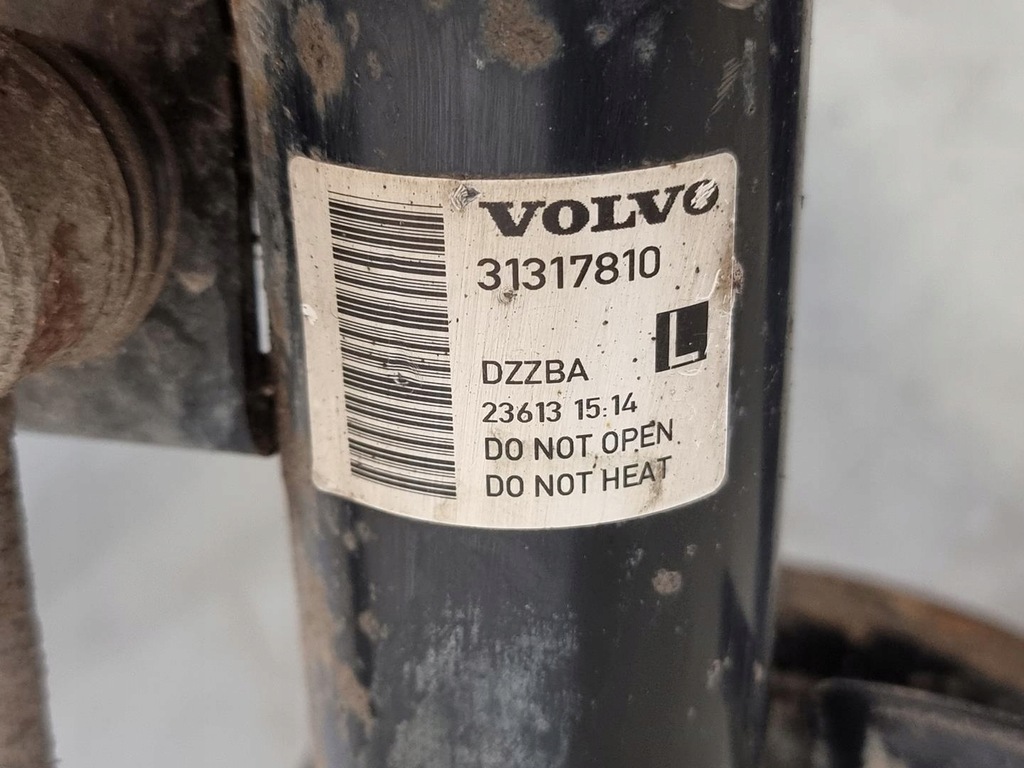 VOLVO
31317810
L
DZZBA
23613 15:14
DO NOT OPEN
DO NOT HEAT